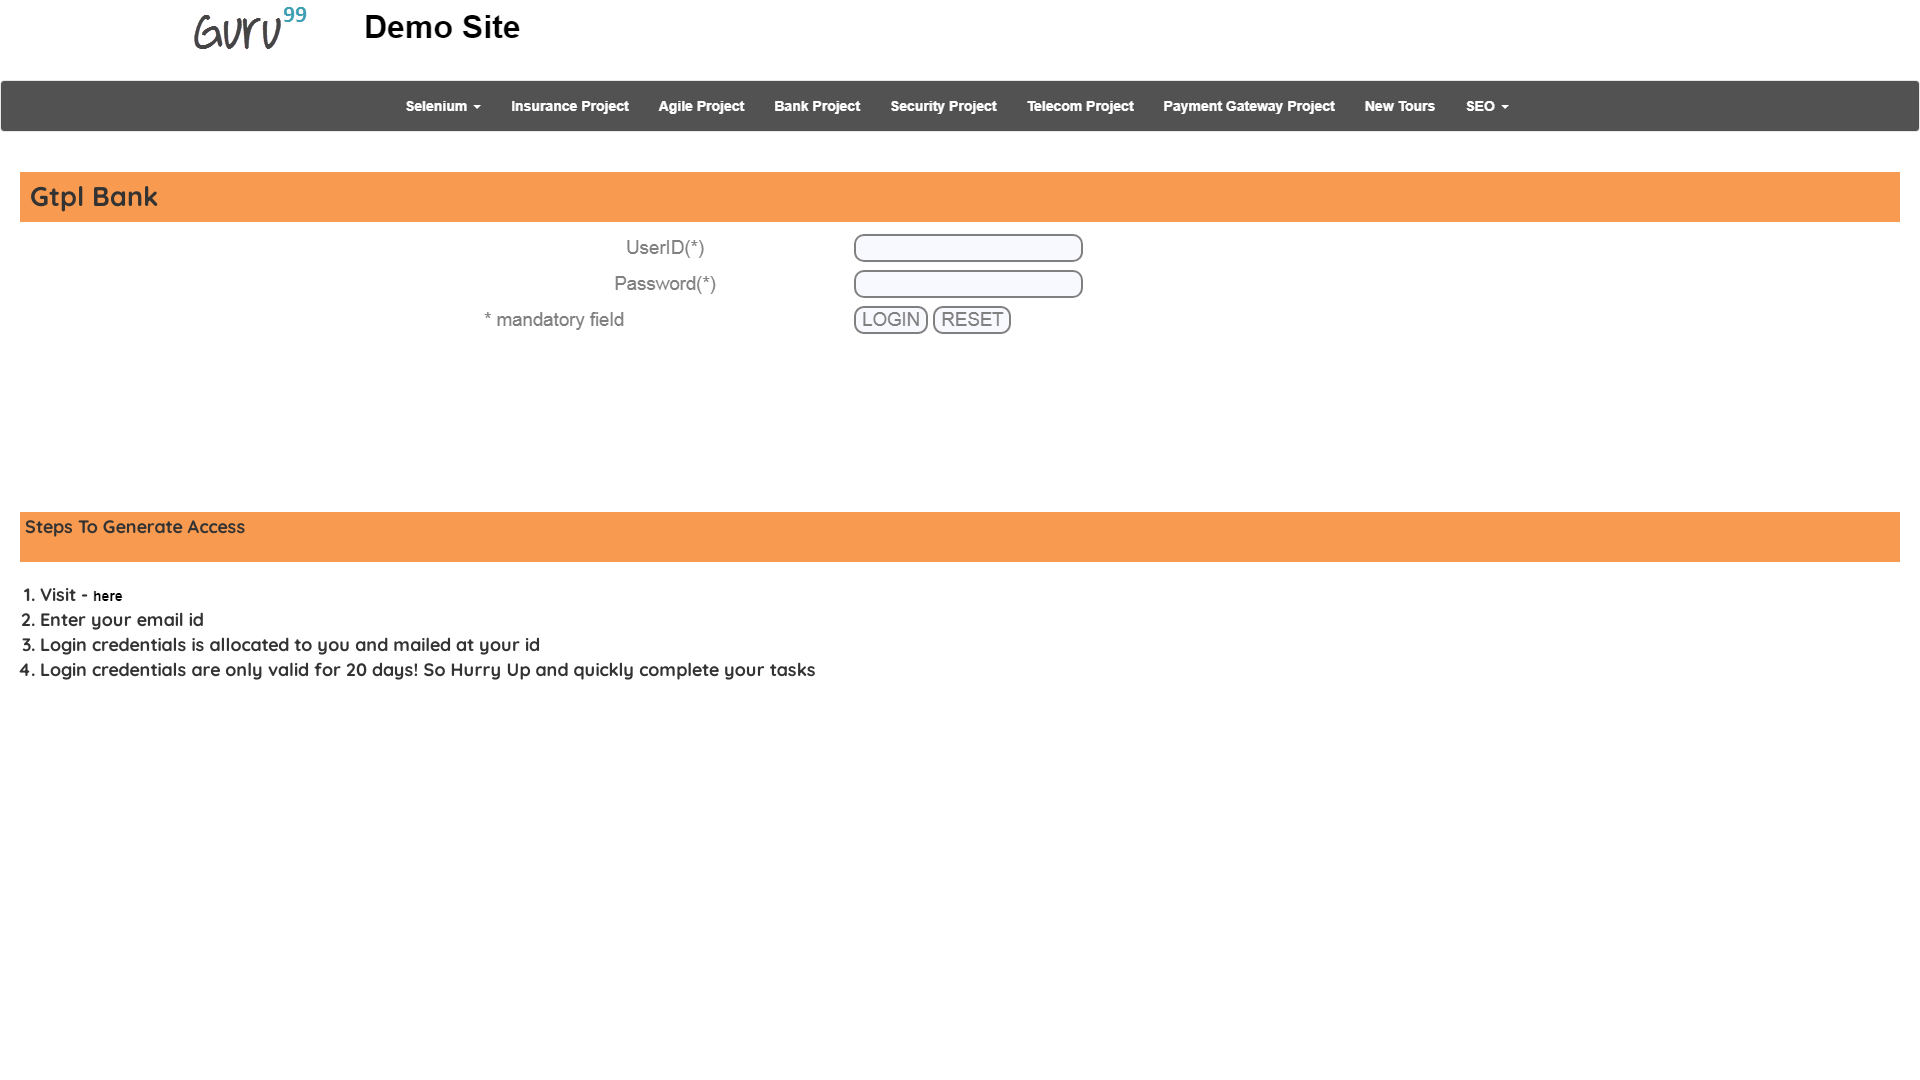 Guru99 Demo Site
Selenium Insurance Project Agile Project Bank Project Security Project Telecom Project Payment Gateway Project New Tours SEO
Gtpl Bank
UserID(*)
Password(*)
* mandatory field LOGIN RESET
Steps To Generate Access
1. Visit - here
2. Enter your email id
3. Login credentials is allocated to you and mailed at your id
4. Login credentials are only valid for 20 days! So Hurry Up and quickly complete your tasks